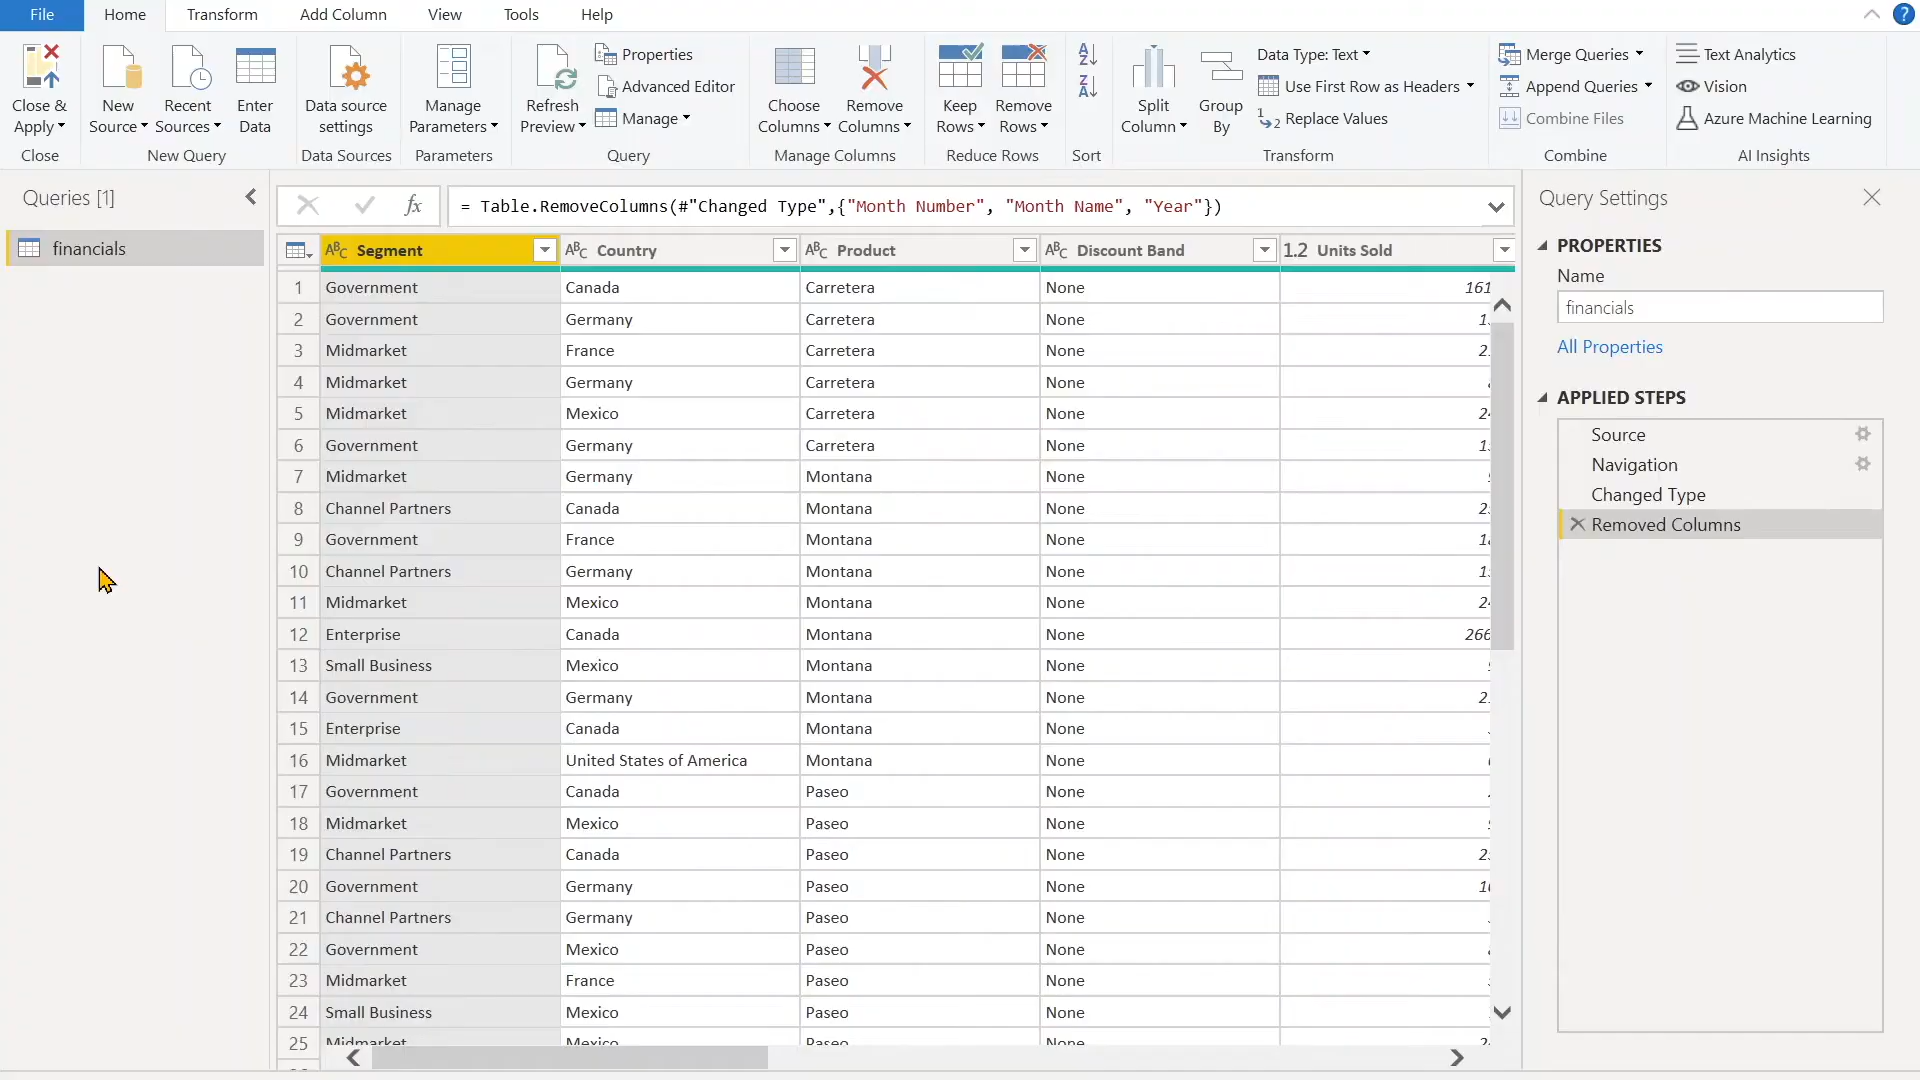 File Home Transform Add Column View Tools Help
Close & Apply
New Source
Recent Sources
Enter Data
Data source settings
Manage Parameters
Refresh Preview
Properties
Advanced Editor
Manage
Choose Columns
Remove Columns
Keep Rows
Remove Rows
Split Column
Group By
Data Type: Text
Use First Row as Headers
Replace Values
Merge Queries
Append Queries
Combine Files
Text Analytics
Vision
Azure Machine Learning
Close New Query Data Sources Parameters Query Manage Columns Reduce Rows Sort Transform Combine AI Insights
Queries [1]
financials
fx = Table.RemoveColumns(#"Changed Type",{"Month Number", "Month Name", "Year"})
ABC Segment ABC Country ABC Product ABC Discount Band 1.2 Units Sold
1 Government Canada Carretera None 161
2 Government Germany Carretera None
3 Midmarket France Carretera None
4 Midmarket Germany Carretera None
5 Midmarket Mexico Carretera None
6 Government Germany Carretera None
7 Midmarket Germany Montana None
8 Channel Partners Canada Montana None
9 Government France Montana None
10 Channel Partners Germany Montana None
11 Midmarket Mexico Montana None
12 Enterprise Canada Montana None 266
13 Small Business Mexico Montana None
14 Government Germany Montana None
15 Enterprise Canada Montana None
16 Midmarket United States of America Montana None
17 Government Canada Paseo None
18 Midmarket Mexico Paseo None
19 Channel Partners Canada Paseo None
20 Government Germany Paseo None
21 Channel Partners Germany Paseo None
22 Government Mexico Paseo None
23 Midmarket France Paseo None
24 Small Business Mexico Paseo None
25 Midmarket Mexico Paseo None
Query Settings
PROPERTIES
Name
financials
All Properties
APPLIED STEPS
Source
Navigation
Changed Type
Removed Columns